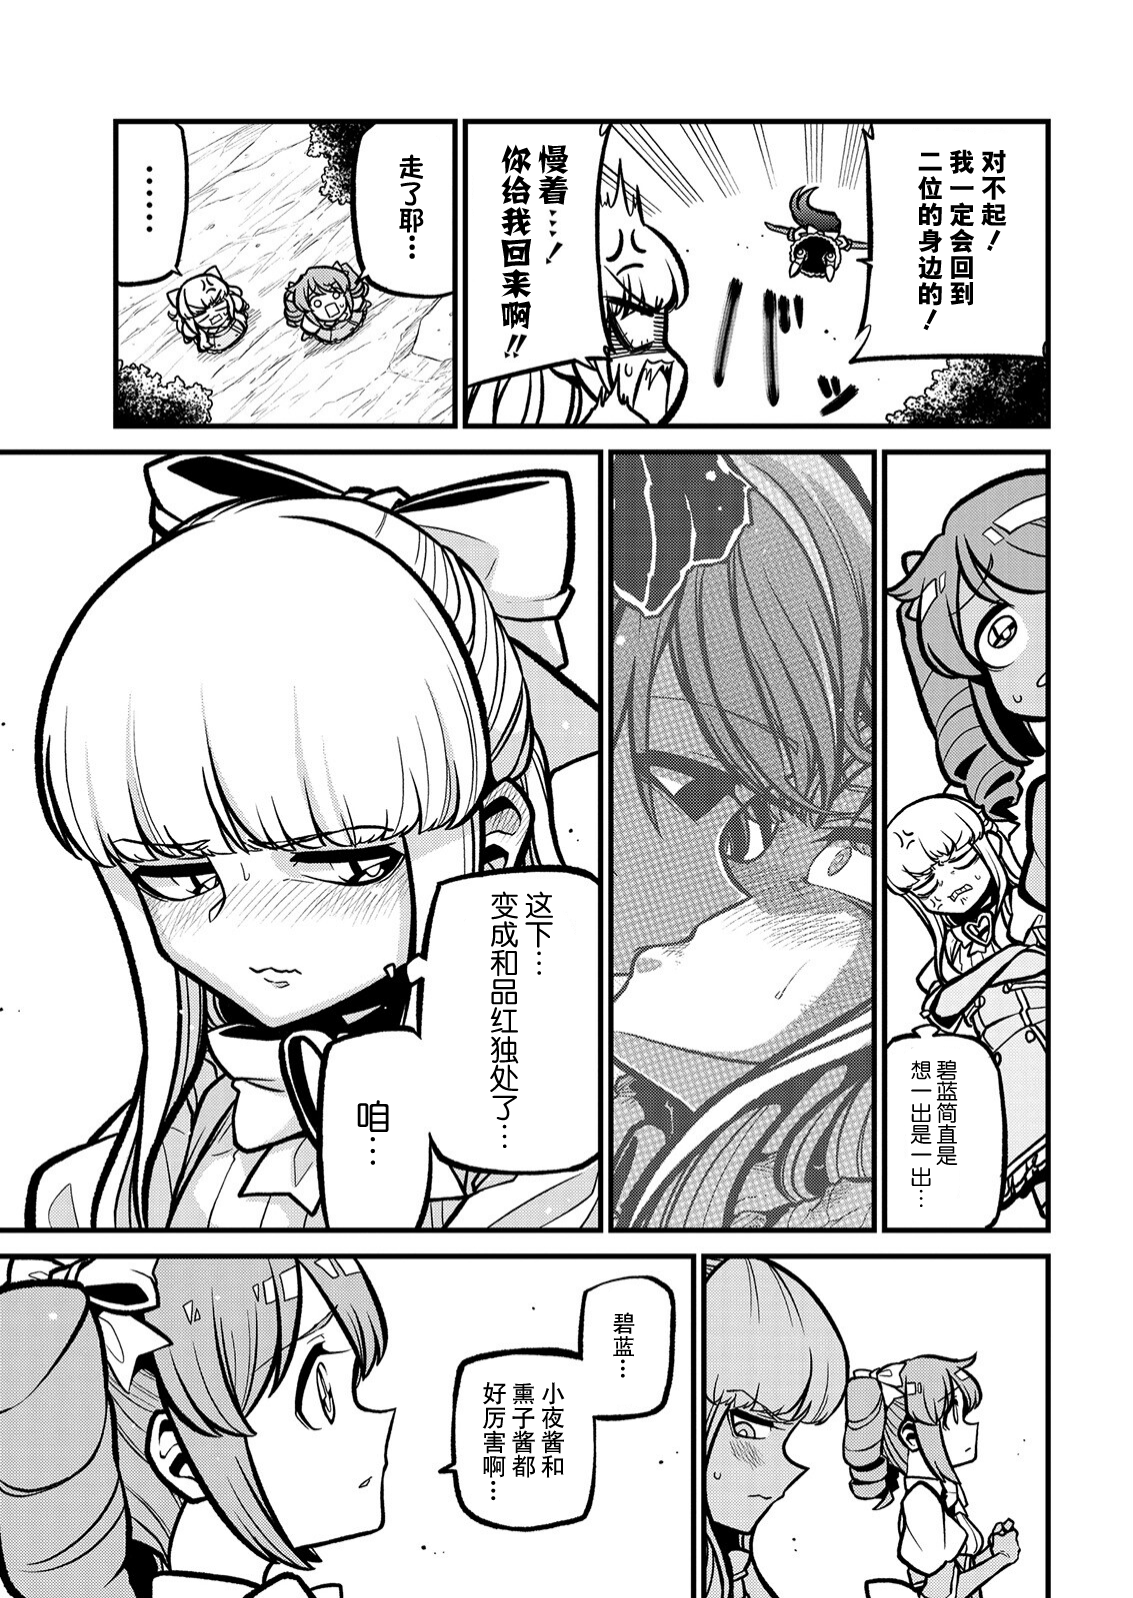 对不起！
我一定会回到
二位的身边的！
慢着…！
你给我回来啊!!
走了耶…
……
碧蓝简直是
想一出是一出…
这下…
变成和品红独处了…
咱…
碧蓝…
小夜酱和
熏子酱都
好厉害啊…